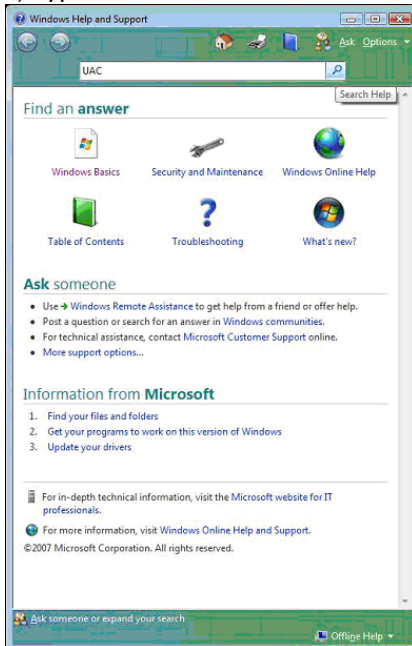 Windows Help and Support
Ask Options
UAC
Search Help
Find an answer
Windows Basics Security and Maintenance Windows Online Help
Table of Contents Troubleshooting What's new?
Ask someone
• Use → Windows Remote Assistance to get help from a friend or offer help.
• Post a question or search for an answer in Windows communities.
• For technical assistance, contact Microsoft Customer Support online.
• More support options...
Information from Microsoft
1. Find your files and folders
2. Get your programs to work on this version of Windows
3. Update your drivers
For in-depth technical information, visit the Microsoft website for IT
professionals.
For more information, visit Windows Online Help and Support.
©2007 Microsoft Corporation. All rights reserved.
Ask someone or expand your search
Offline Help